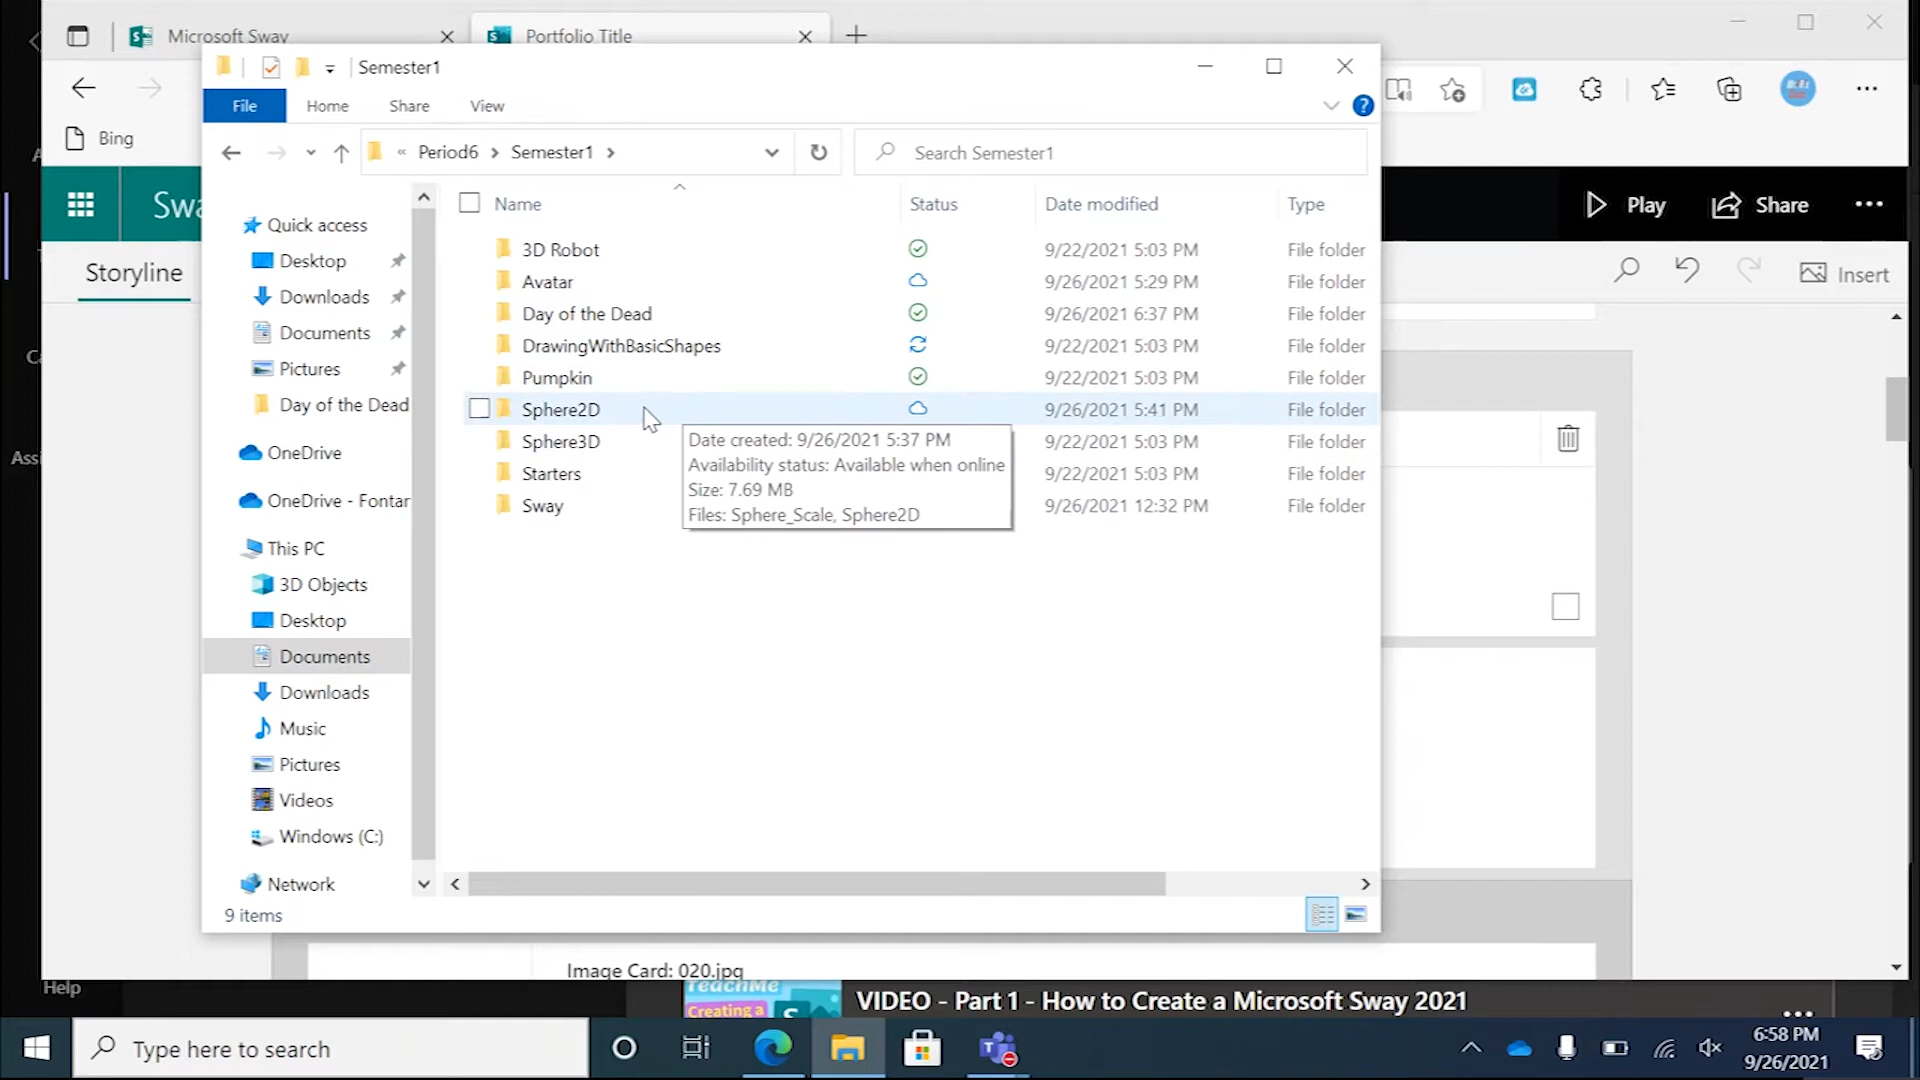 Microsoft Sway
Portfolio Title
Semester1
File
Home
Share
View
Bing
« Period6 > Semester1 >
Search Semester1
Play
Share
Storyline
Insert
Name
Status
Date modified
Type
Quick access
Desktop
Downloads
Documents
Pictures
Day of the Dead
OneDrive
OneDrive - Fontar
This PC
3D Objects
Desktop
Documents
Downloads
Music
Pictures
Videos
Windows (C:)
Network
3D Robot 9/22/2021 5:03 PM File folder
Avatar 9/26/2021 5:29 PM File folder
Day of the Dead 9/26/2021 6:37 PM File folder
DrawingWithBasicShapes 9/22/2021 5:03 PM File folder
Pumpkin 9/22/2021 5:03 PM File folder
Sphere2D 9/26/2021 5:41 PM File folder
Sphere3D 9/22/2021 5:03 PM File folder
Starters 9/22/2021 5:03 PM File folder
Sway 9/26/2021 12:32 PM File folder
Date created: 9/26/2021 5:37 PM
Availability status: Available when online
Size: 7.69 MB
Files: Sphere_Scale, Sphere2D
9 items
Image Card: 020.jpg
Help
TeachMe
Creating a
VIDEO - Part 1 - How to Create a Microsoft Sway 2021
Type here to search
6:58 PM
9/26/2021